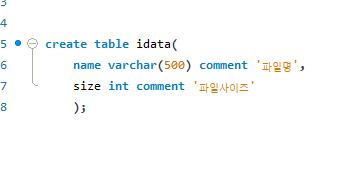 3
4
5 create table idata(
6 name varchar(500) comment '파일명',
7 size int comment '파일사이즈'
8 );